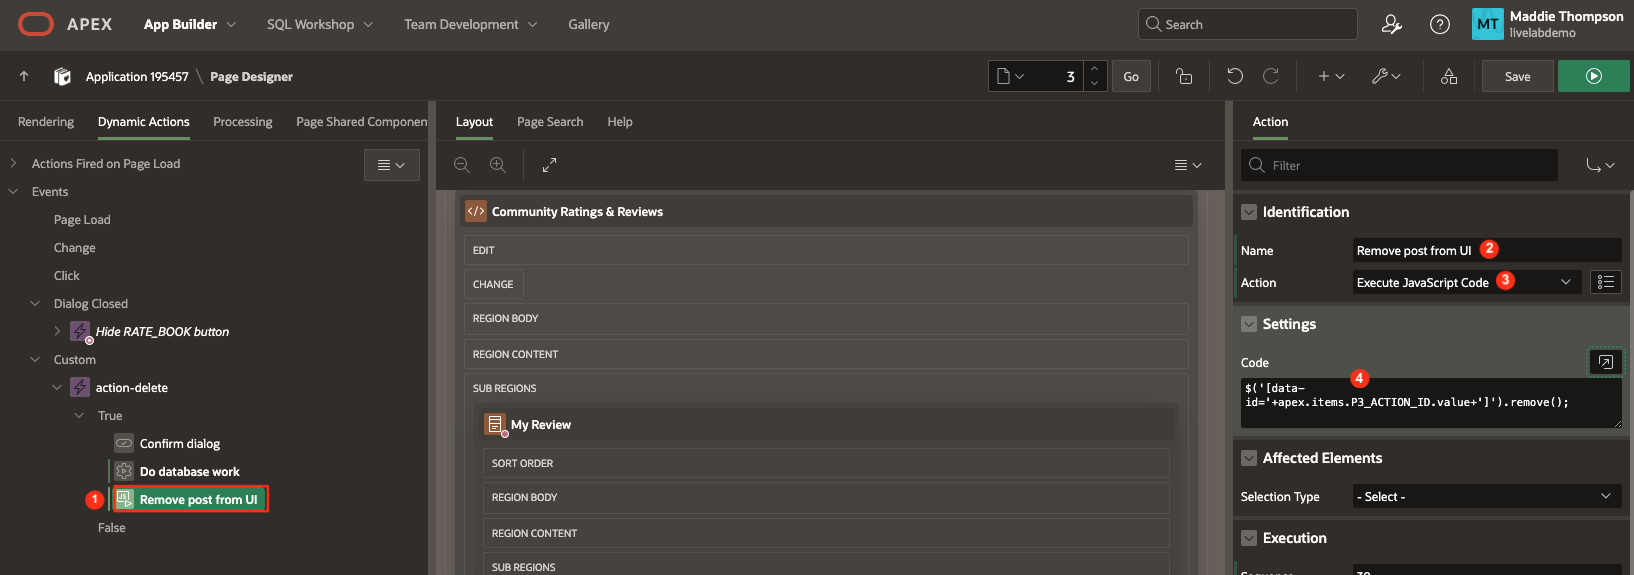 APEX
App Builder
SQL Workshop
Team Development
Gallery
Search
MT
Maddie Thompson
livelabdemo
Application 195457 \ Page Designer
3
Go
Save
Rendering
Dynamic Actions
Processing
Page Shared Componen
Layout
Page Search
Help
Action
Actions Fired on Page Load
Events
Page Load
Change
Click
Dialog Closed
Hide RATE_BOOK button
Custom
action-delete
True
Confirm dialog
Do database work
1
Remove post from UI
False
Community Ratings & Reviews
EDIT
CHANGE
REGION BODY
REGION CONTENT
SUB REGIONS
My Review
SORT ORDER
REGION BODY
REGION CONTENT
SUB REGIONS
Filter
Identification
Name
Remove post from UI
2
Action
Execute JavaScript Code
3
Settings
Code
4
$('[data-
id='+apex.items.P3_ACTION_ID.value+']').remove();
Affected Elements
Selection Type
- Select -
Execution